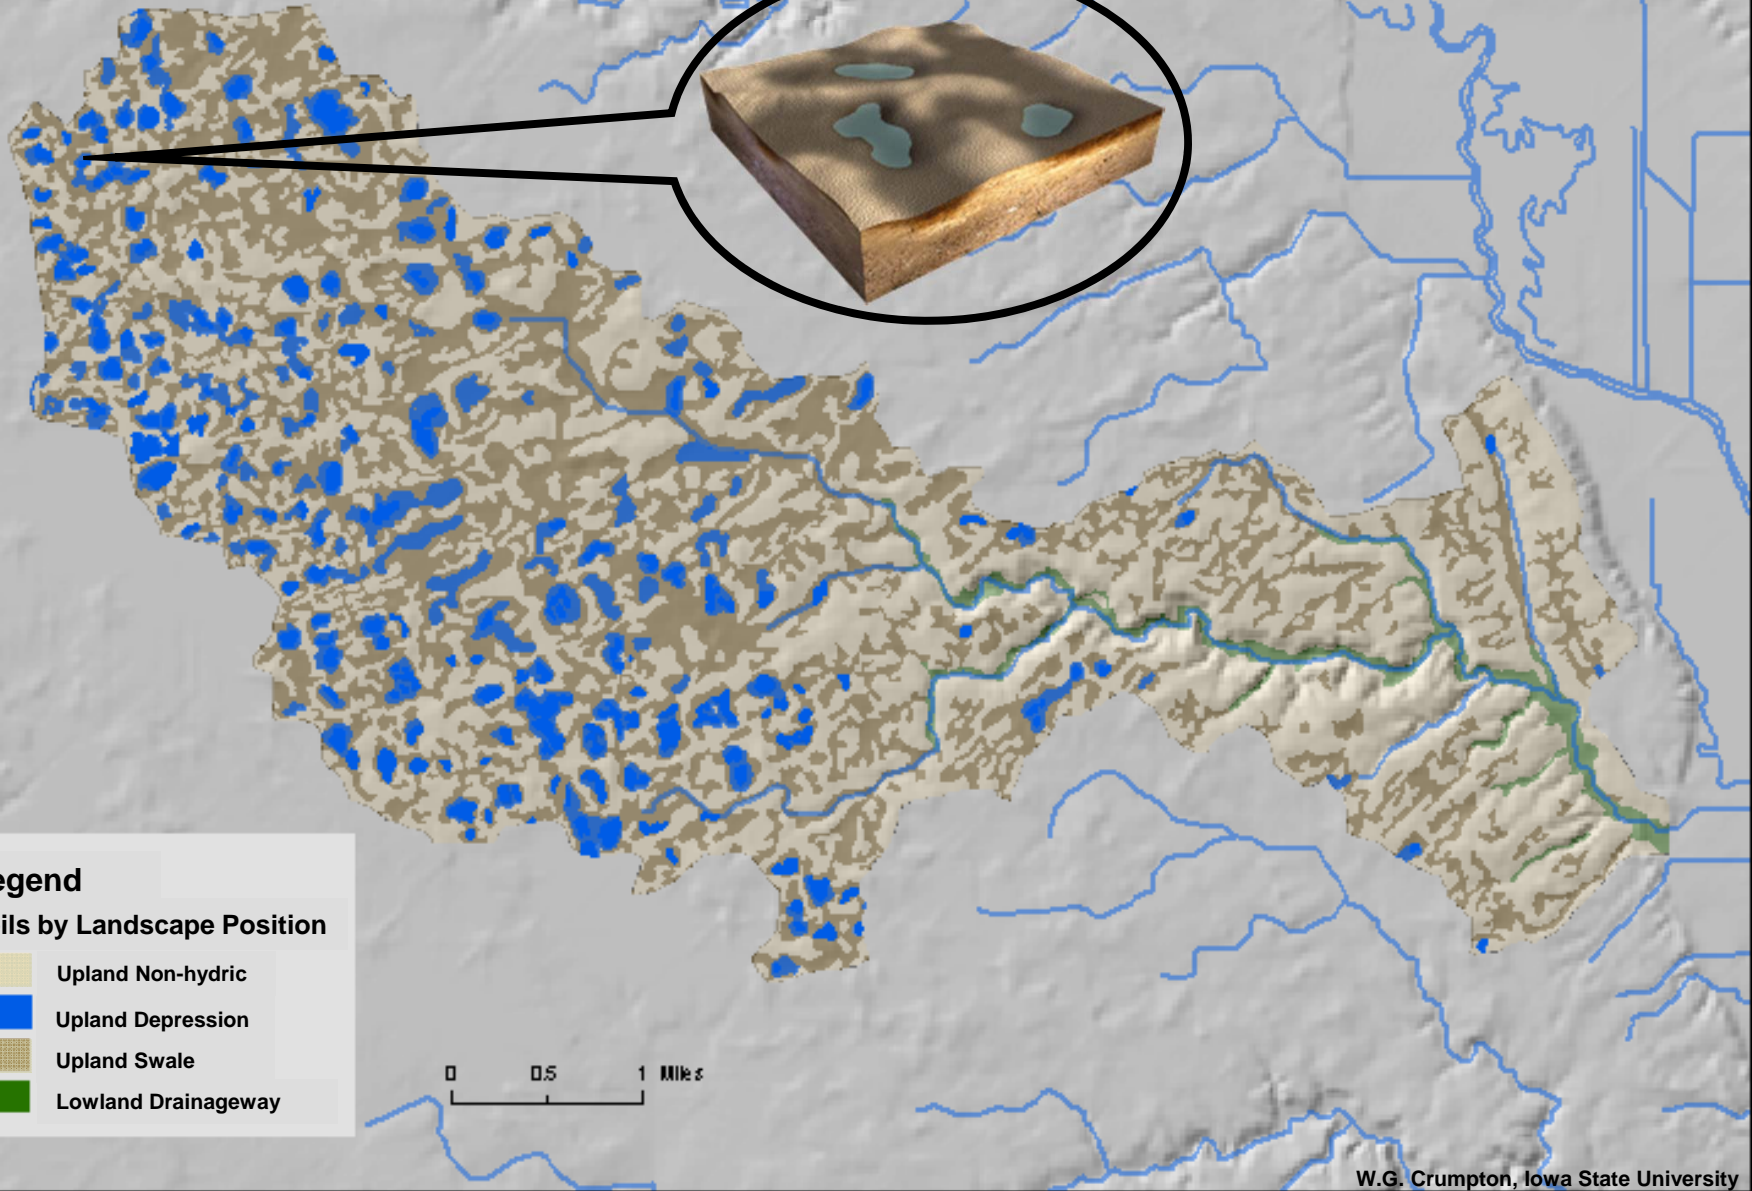 egend
ils by Landscape Position
Upland Non-hydric
Upland Depression
Upland Swale
Lowland Drainageway
0 0.5 1 Miles
W.G. Crumpton, Iowa State University